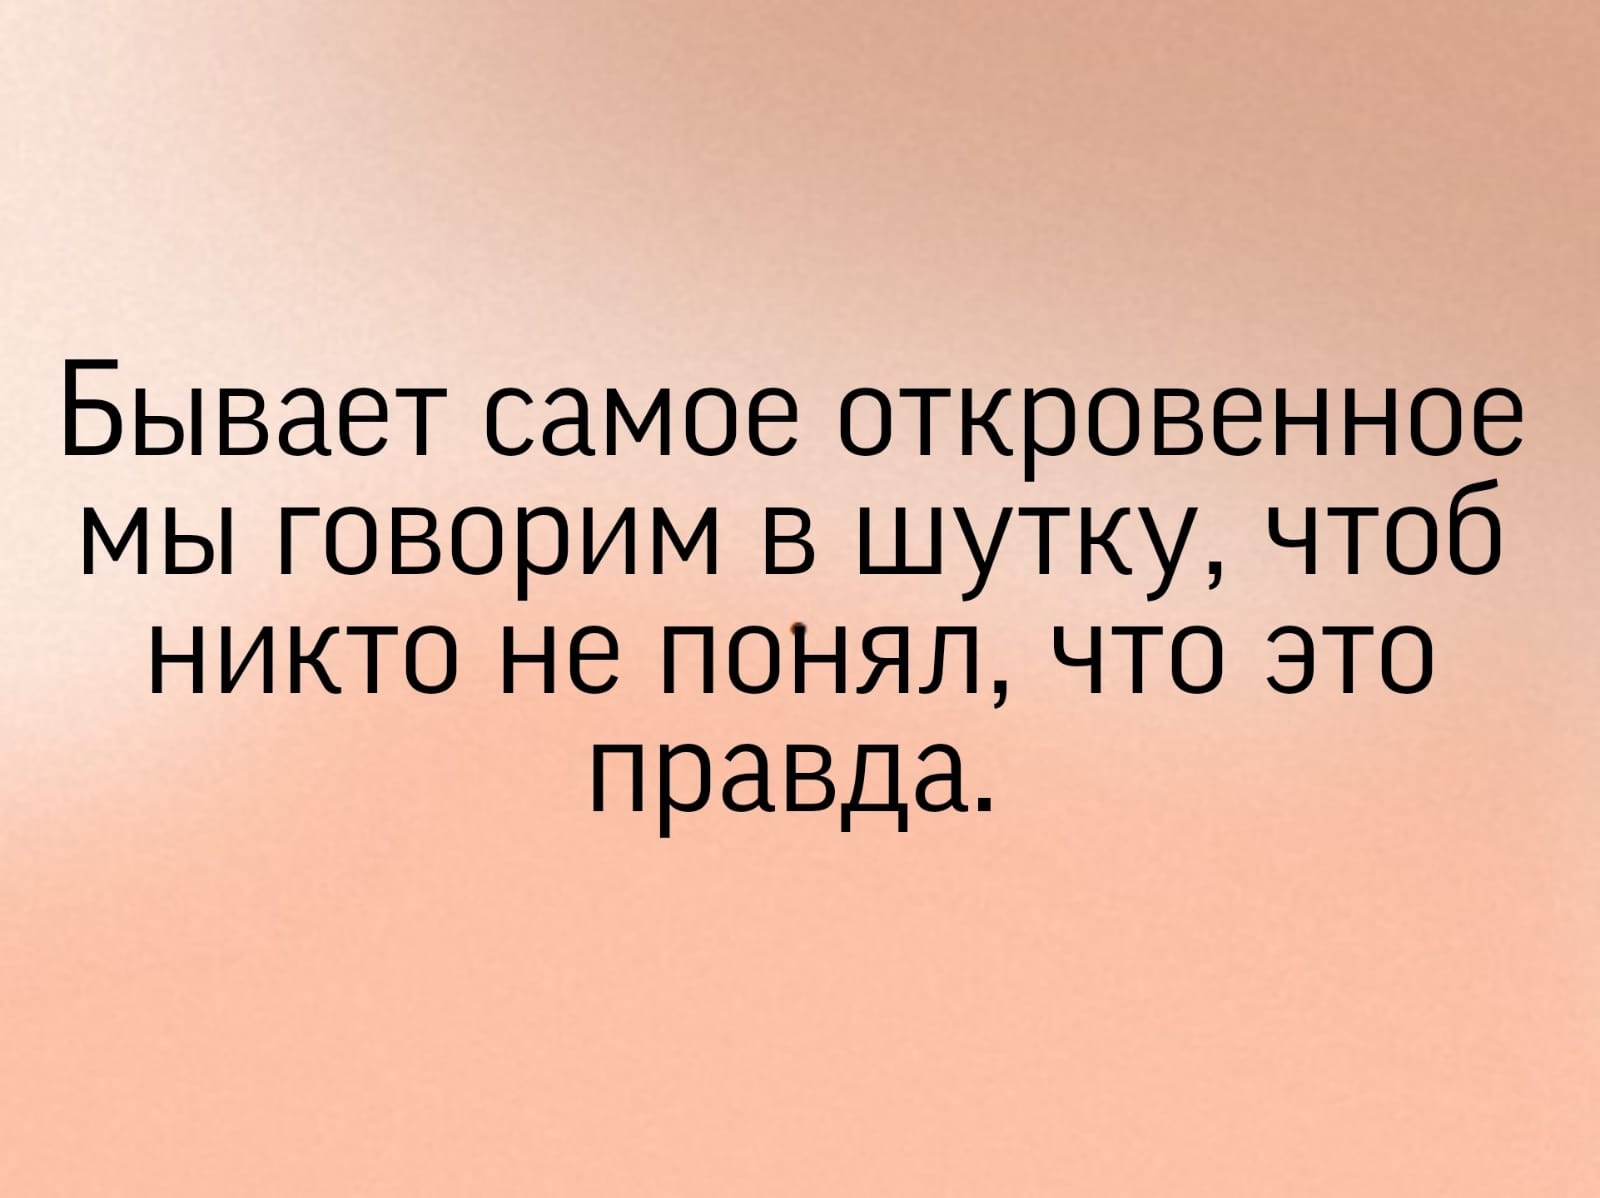 Бывает самое откровенное
мы говорим в шутку, чтоб
никто не понял, что это
правда.